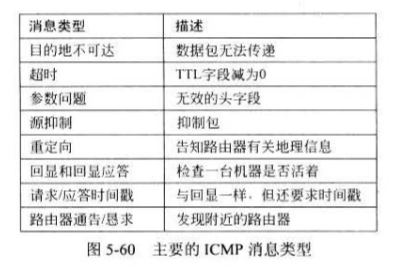 消息类型 描述
目的地不可达 数据包无法传递
超时 TTL字段减为0
参数问题 无效的头字段
源抑制 抑制包
重定向 告知路由器有关地理信息
回显和回显应答 检查一台机器是否活着
请求/应答时间戳 与回显一样，但还要求时间戳
路由器通告/恳求 发现附近的路由器
图 5-60 主要的 ICMP 消息类型